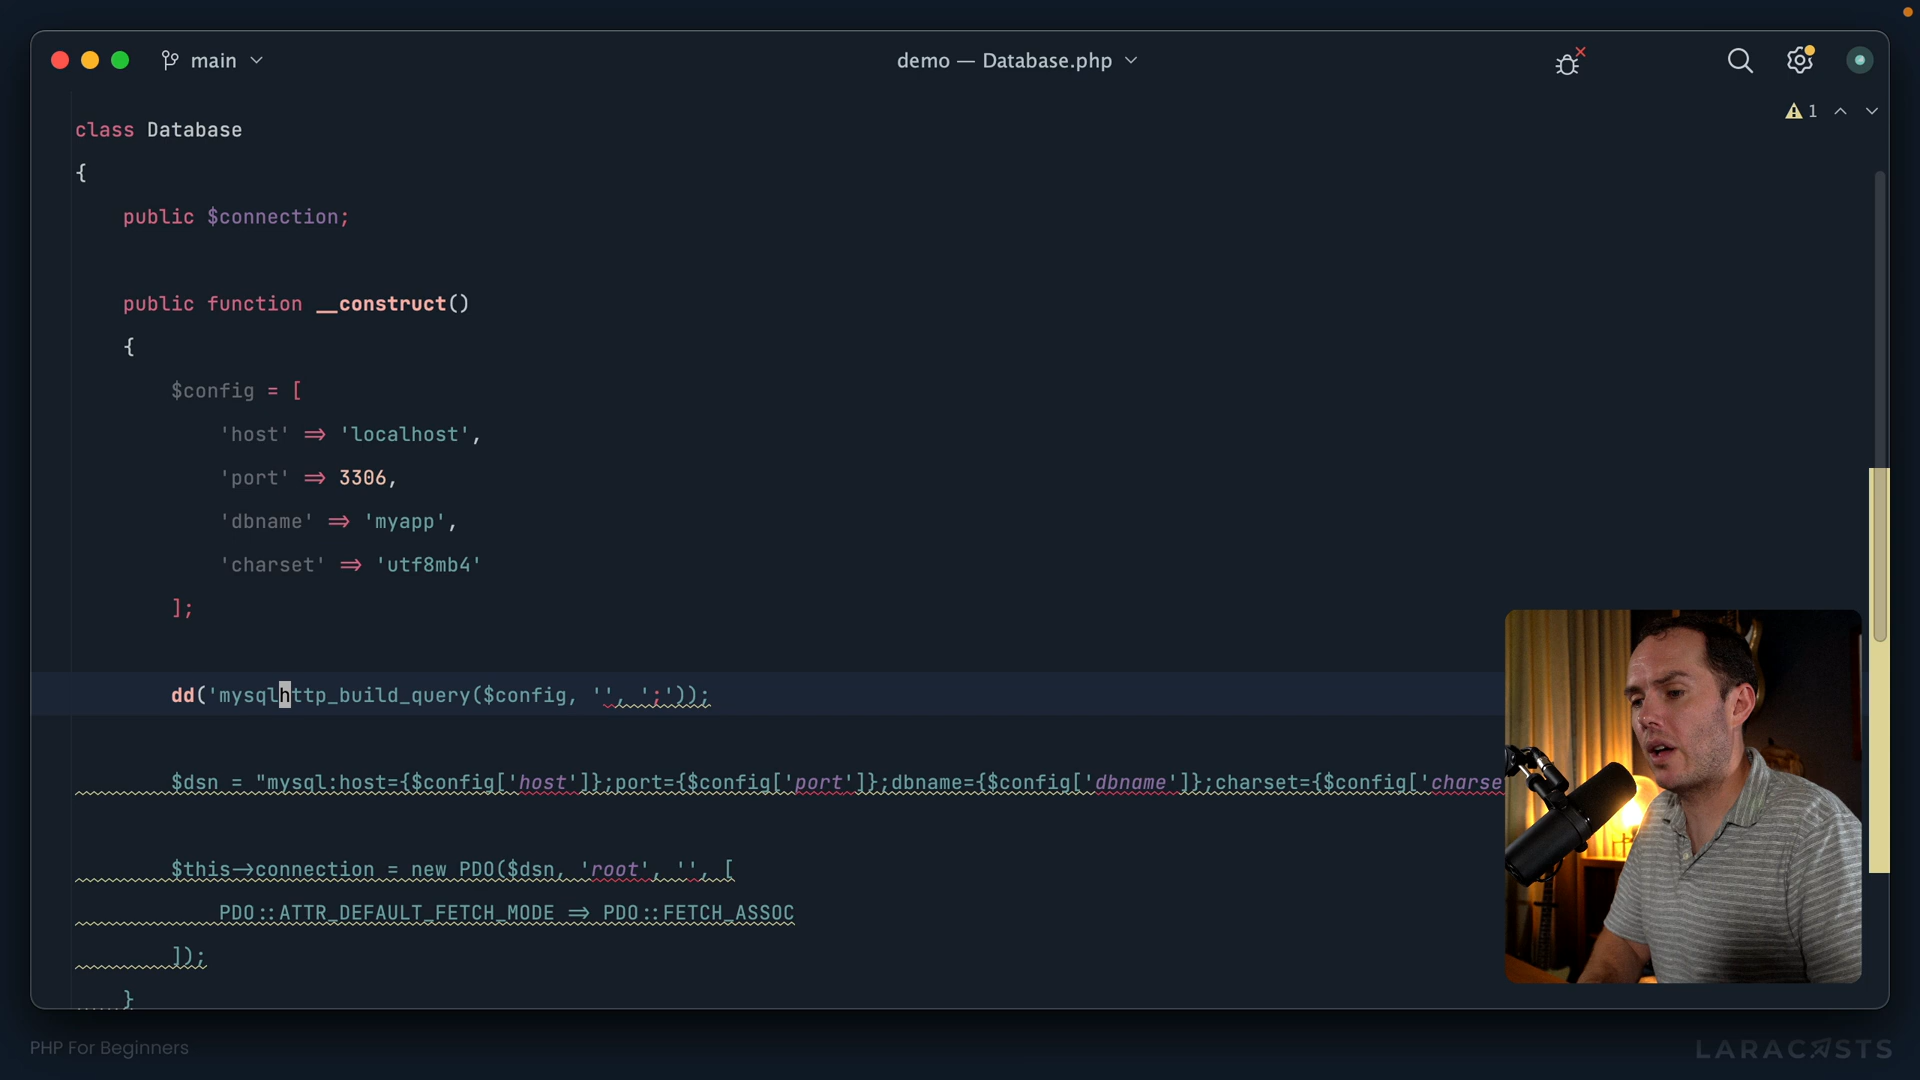 main
demo — Database.php
1
class Database
{
public $connection;
public function __construct()
{
$config = [
'host' => 'localhost',
'port' => 3306,
'dbname' => 'myapp',
'charset' => 'utf8mb4'
];
dd('mysqlhttp_build_query($config, '', ';'));
$dsn = "mysql:host={$config['host']};port={$config['port']};dbname={$config['dbname']};charset={$config['charse
$this->connection = new PDO($dsn, 'root', '', [
PDO::ATTR_DEFAULT_FETCH_MODE => PDO::FETCH_ASSOC
]);
}
PHP For Beginners
LARACASTS